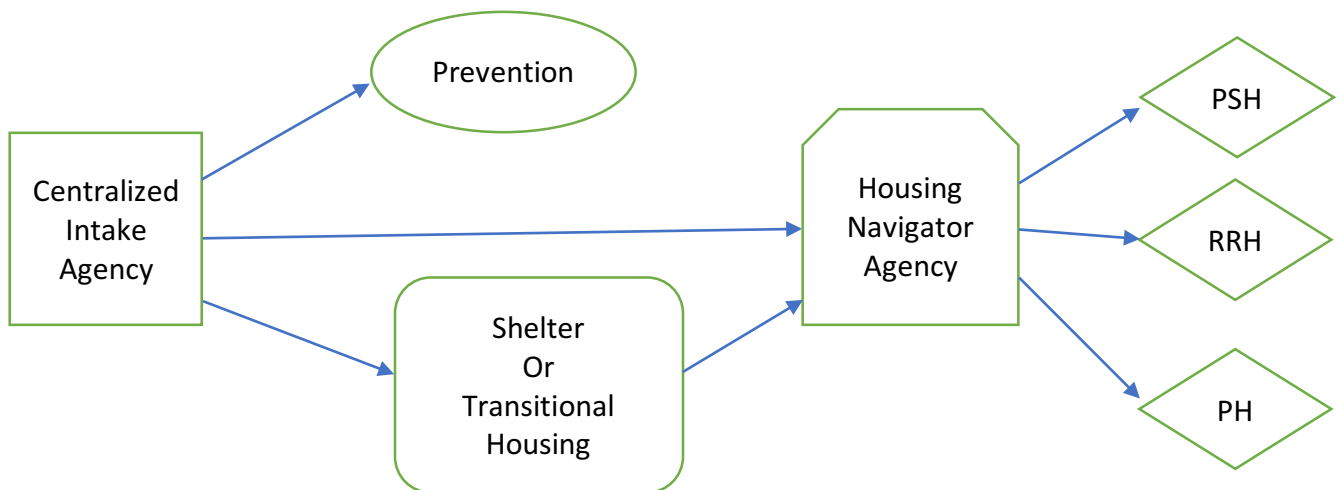 Prevention
Centralized
Intake
Agency
Shelter
Or
Transitional
Housing
Housing
Navigator
Agency
PSH
RRH
PH